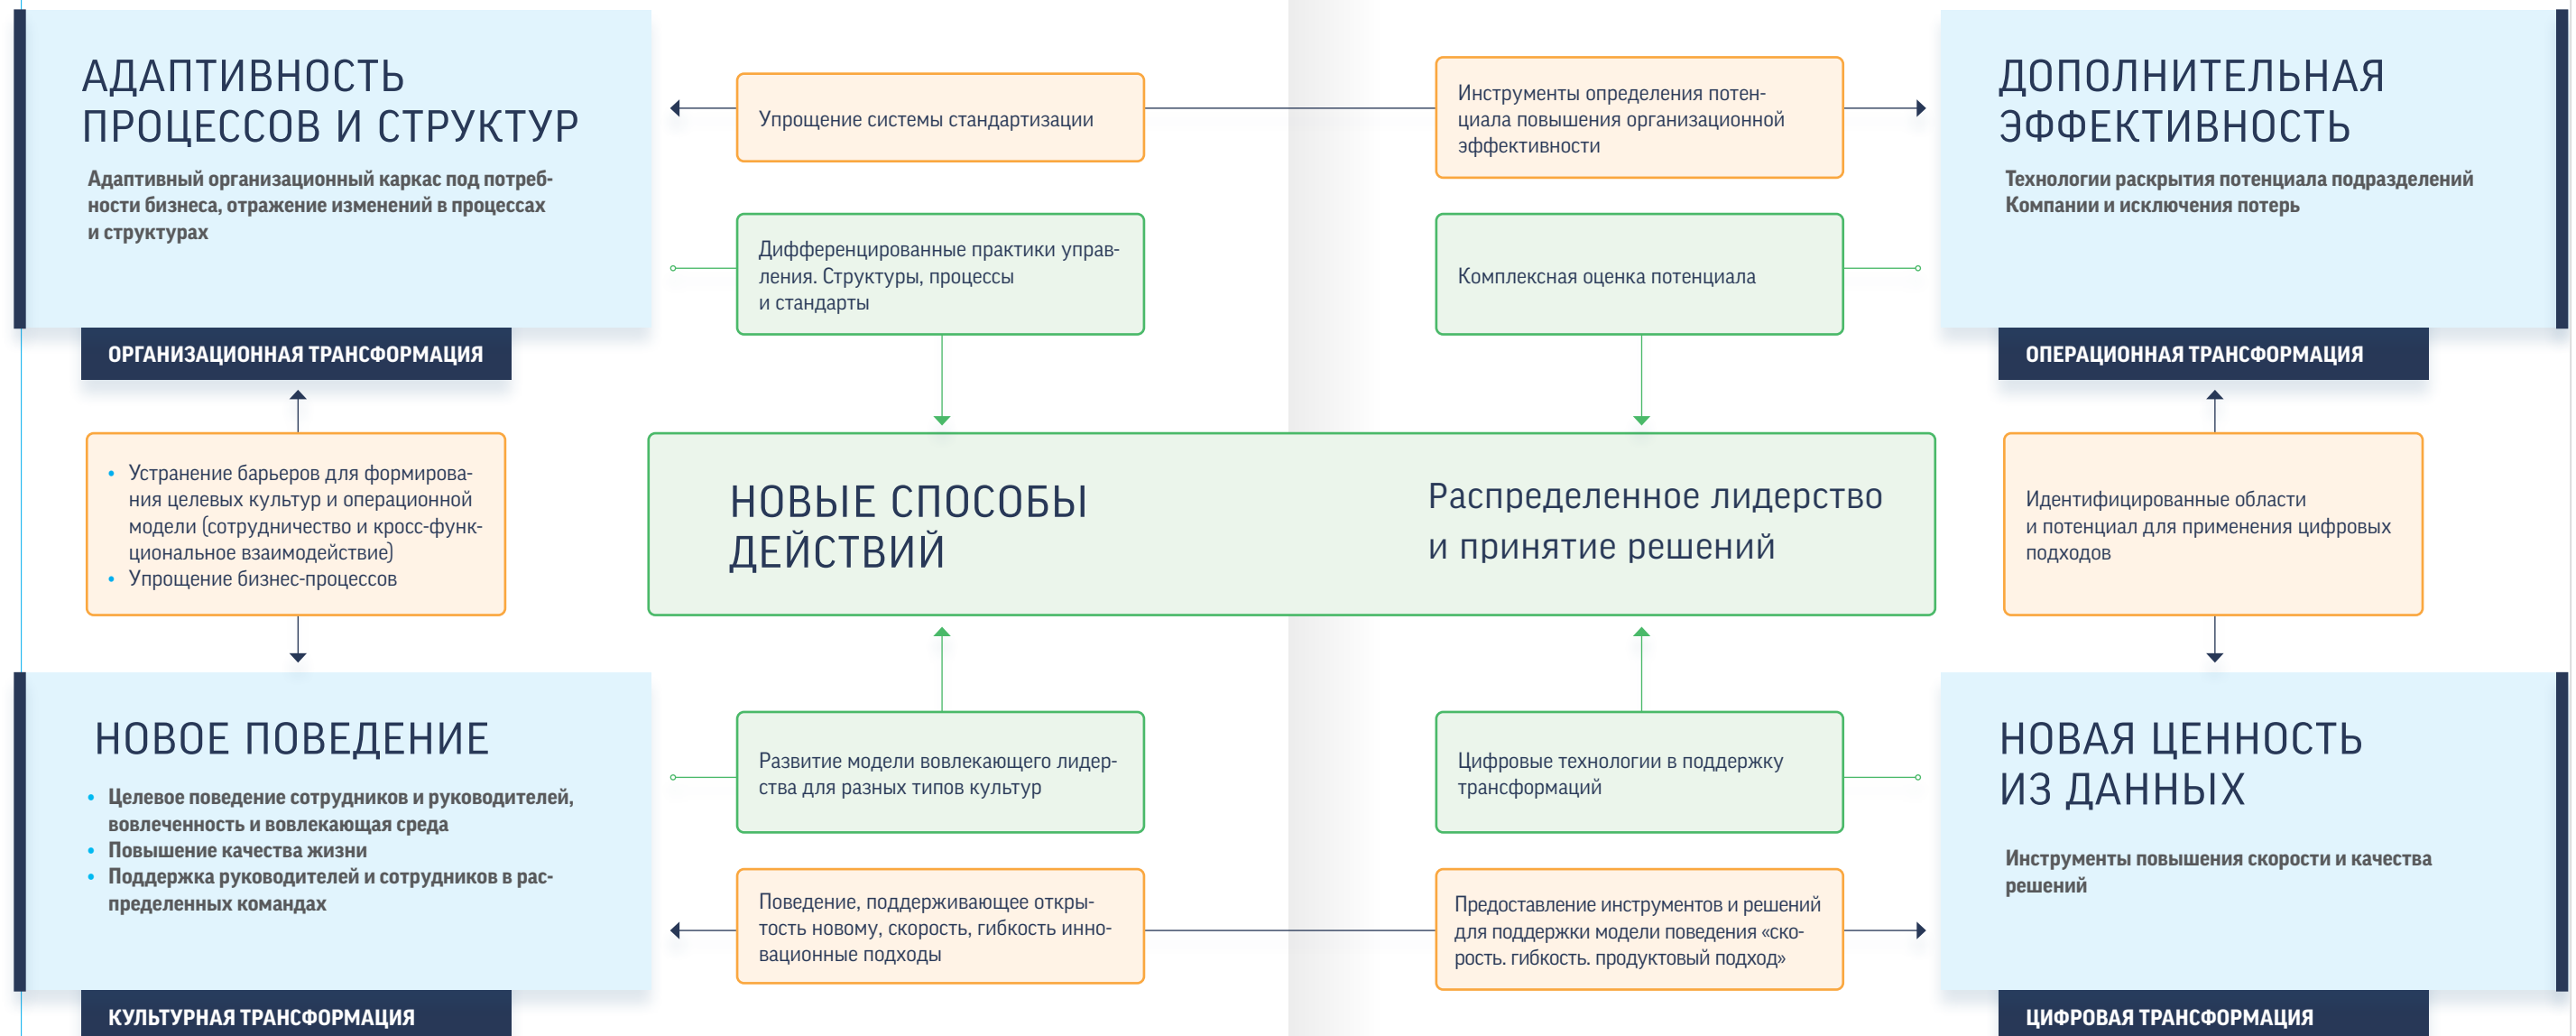 АДАПТИВНОСТЬ
ПРОЦЕССОВ И СТРУКТУР
Адаптивный организационный каркас под потреб-
ности бизнеса, отражение изменений в процессах
и структурах
ОРГАНИЗАЦИОННАЯ ТРАНСФОРМАЦИЯ
Упрощение системы стандартизации
Инструменты определения потен-
циала повышения организационной
эффективности
ДОПОЛНИТЕЛЬНАЯ
ЭФФЕКТИВНОСТЬ
Технологии раскрытия потенциала подразделений
Компании и исключения потерь
ОПЕРАЦИОННАЯ ТРАНСФОРМАЦИЯ
Дифференцированные практики управ-
ления. Структуры, процессы
и стандарты
Комплексная оценка потенциала
• Устранение барьеров для формирова-
ния целевых культур и операционной
модели (сотрудничество и кросс-функ-
циональное взаимодействие)
• Упрощение бизнес-процессов
НОВЫЕ СПОСОБЫ
ДЕЙСТВИЙ
Распределенное лидерство
и принятие решений
Идентифицированные области
и потенциал для применения цифровых
подходов
НОВОЕ ПОВЕДЕНИЕ
• Целевое поведение сотрудников и руководителей,
вовлеченность и вовлекающая среда
• Повышение качества жизни
• Поддержка руководителей и сотрудников в рас-
пределенных командах
КУЛЬТУРНАЯ ТРАНСФОРМАЦИЯ
Развитие модели вовлекающего лидер-
ства для разных типов культур
Цифровые технологии в поддержку
трансформаций
Поведение, поддерживающее откры-
тость новому, скорость, гибкость инно-
вационные подходы
Предоставление инструментов и решений
для поддержки модели поведения «ско-
рость. гибкость. продуктовый подход»
НОВАЯ ЦЕННОСТЬ
ИЗ ДАННЫХ
Инструменты повышения скорости и качества
решений
ЦИФРОВАЯ ТРАНСФОРМАЦИЯ